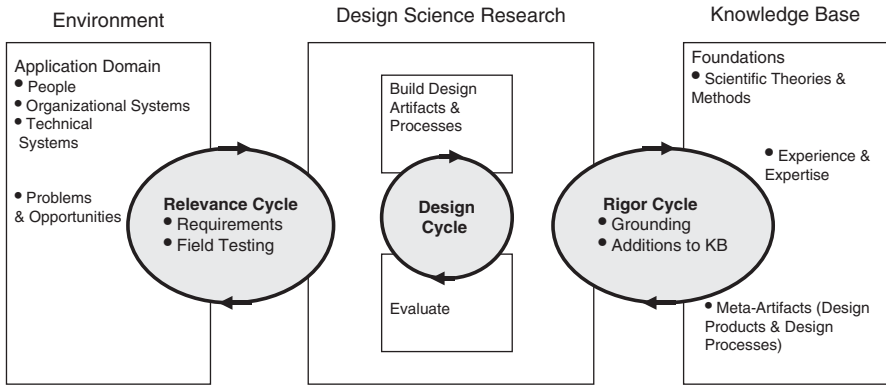 Environment
Design Science Research
Knowledge Base
Application Domain
• People
• Organizational Systems
• Technical
Systems
• Problems
& Opportunities
Relevance Cycle
• Requirements
• Field Testing
Build Design
Artifacts &
Processes
Design
Cycle
Evaluate
Rigor Cycle
• Grounding
• Additions to KB
Foundations
• Scientific Theories &
Methods
• Experience &
Expertise
• Meta-Artifacts (Design
Products & Design
Processes)